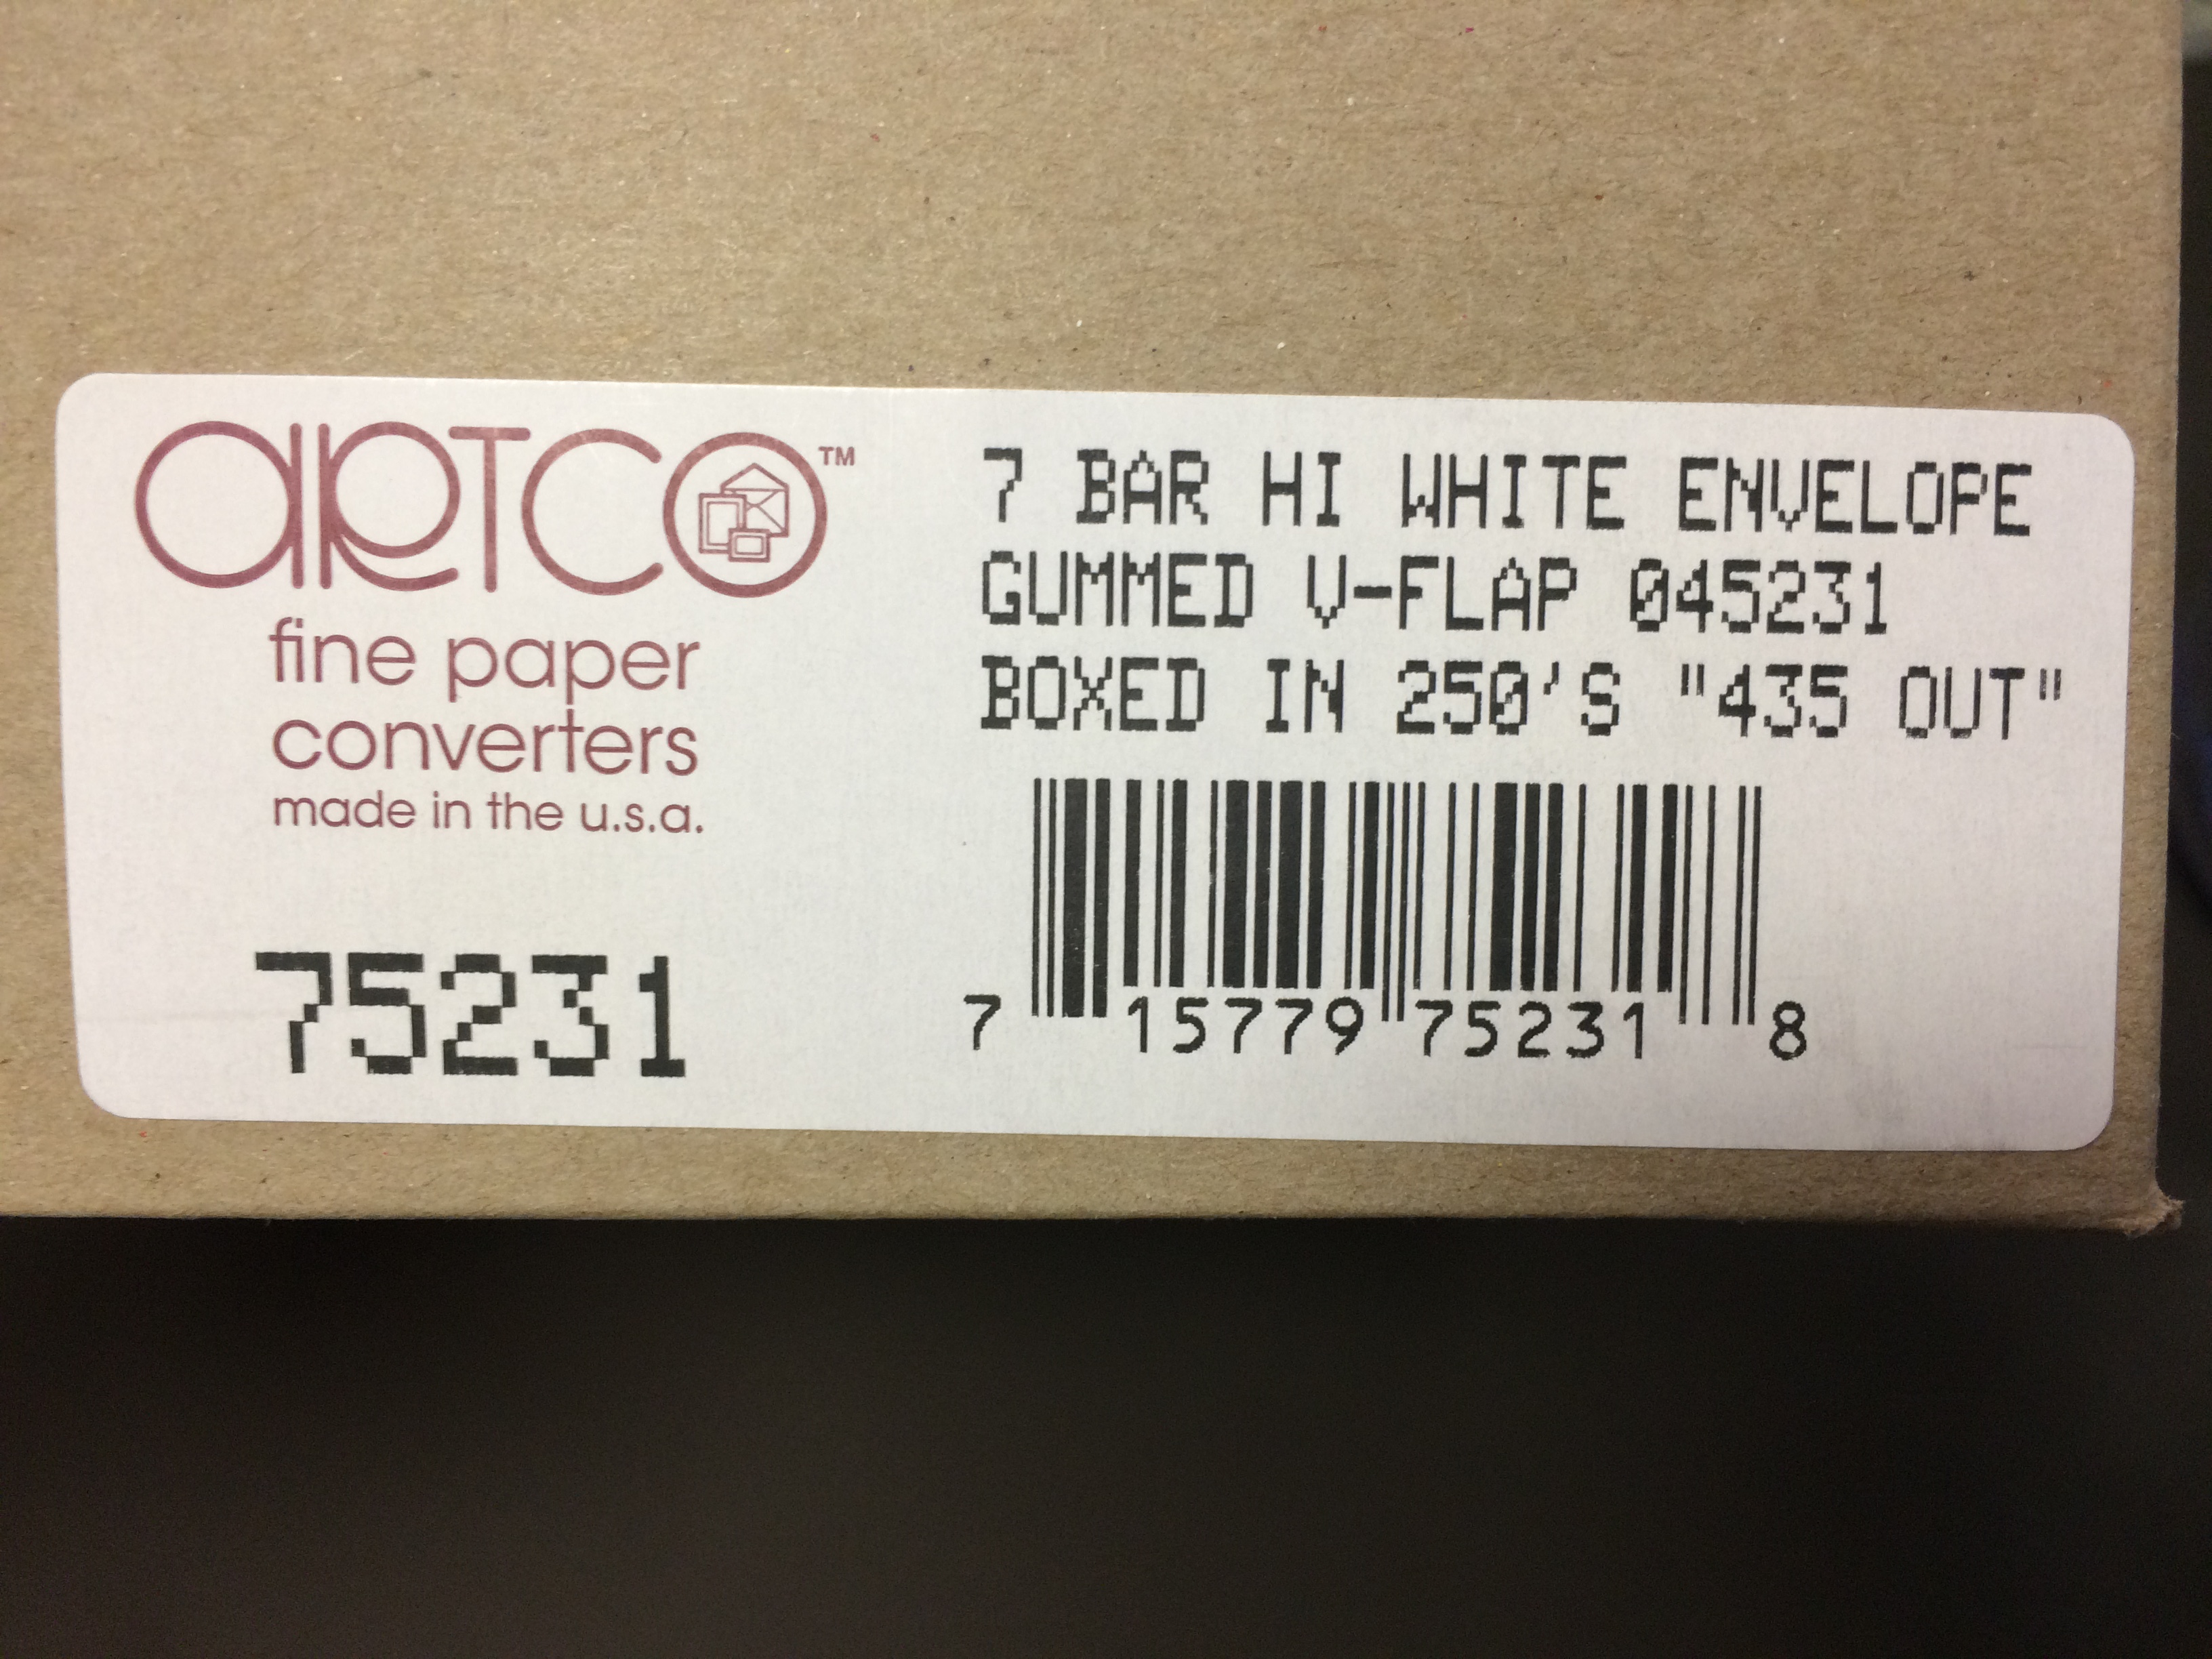 artco™
fine paper
converters
made in the u.s.a.
75231
7 BAR HI WHITE ENVELOPE
GUMMED V-FLAP 045231
BOXED IN 250'S "435 OUT"
7 15779 75231 8